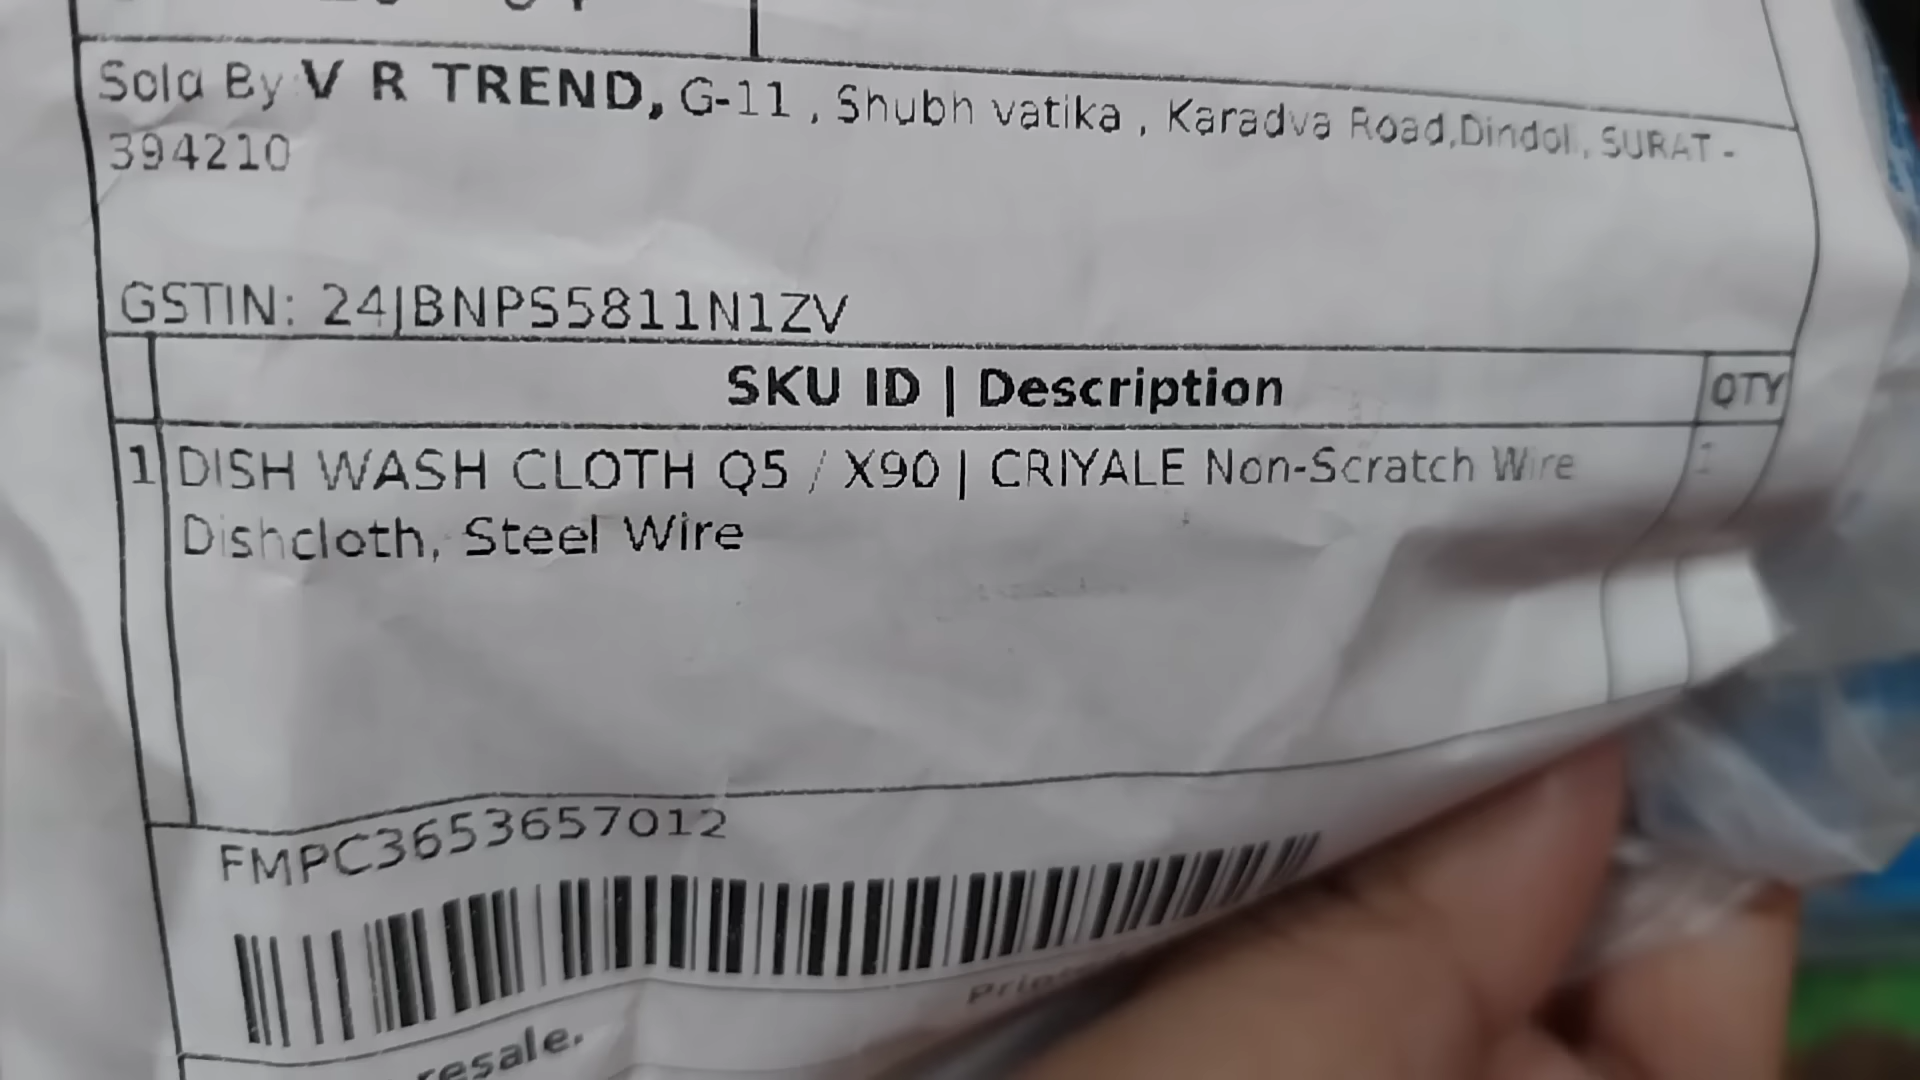 Sold By V R TREND, G-11 , Shubh vatika , Karadva Road,Dindoli, SURAT -
394210
GSTIN: 24JBNPS5811N1ZV
SKU ID | Description QTY
1 DISH WASH CLOTH Q5 / X90 | CRIYALE Non-Scratch Wire 1
Dishcloth, Steel Wire
FMPC3653657012
resale.